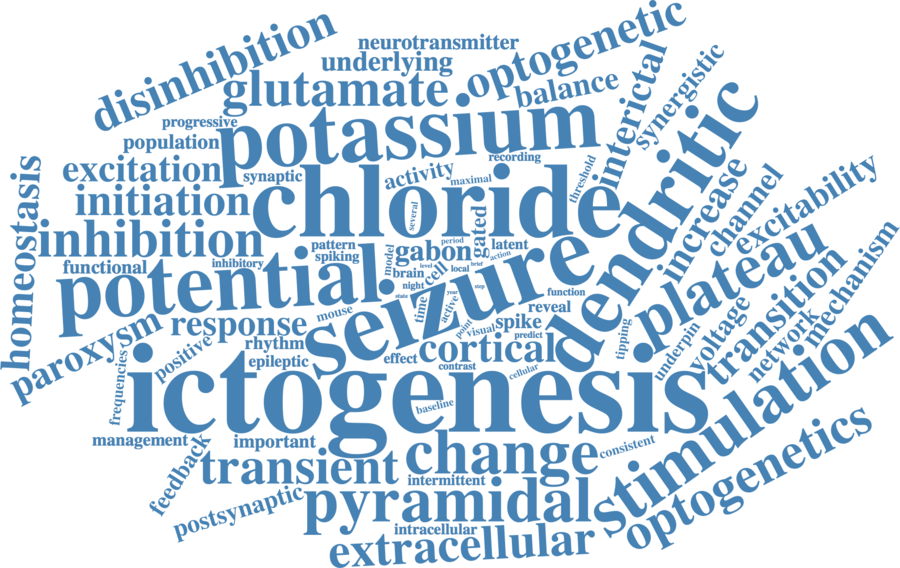 disinhibition
neurotransmitter
underlying
optogenetic
glutamate
balance
interictal
synergistic
progressive
potassium
population
recording
excitation
synaptic
activity
maximal
threshold
dendritic
homeostasis
initiation
chloride
several
gated
increase
channel
excitability
inhibition
pattern
spiking
model
gabon
period
latent
action
functional
inhibitory
potential
brain
level
cell
local
brief
seizure
plateau
mechanism
night
state
time
year
active
step
function
reveal
transition
paroxysm
response
mouse
point
visual
spike
predict
tipping
voltage
network
underpin
positive
rhythm
epileptic
effect
cortical
contrast
cellular
frequencies
ictogenesis
baseline
stimulation
management
important
feedback
transient
change
consistent
intermittent
optogenetics
postsynaptic
pyramidal
intracellular
extracellular